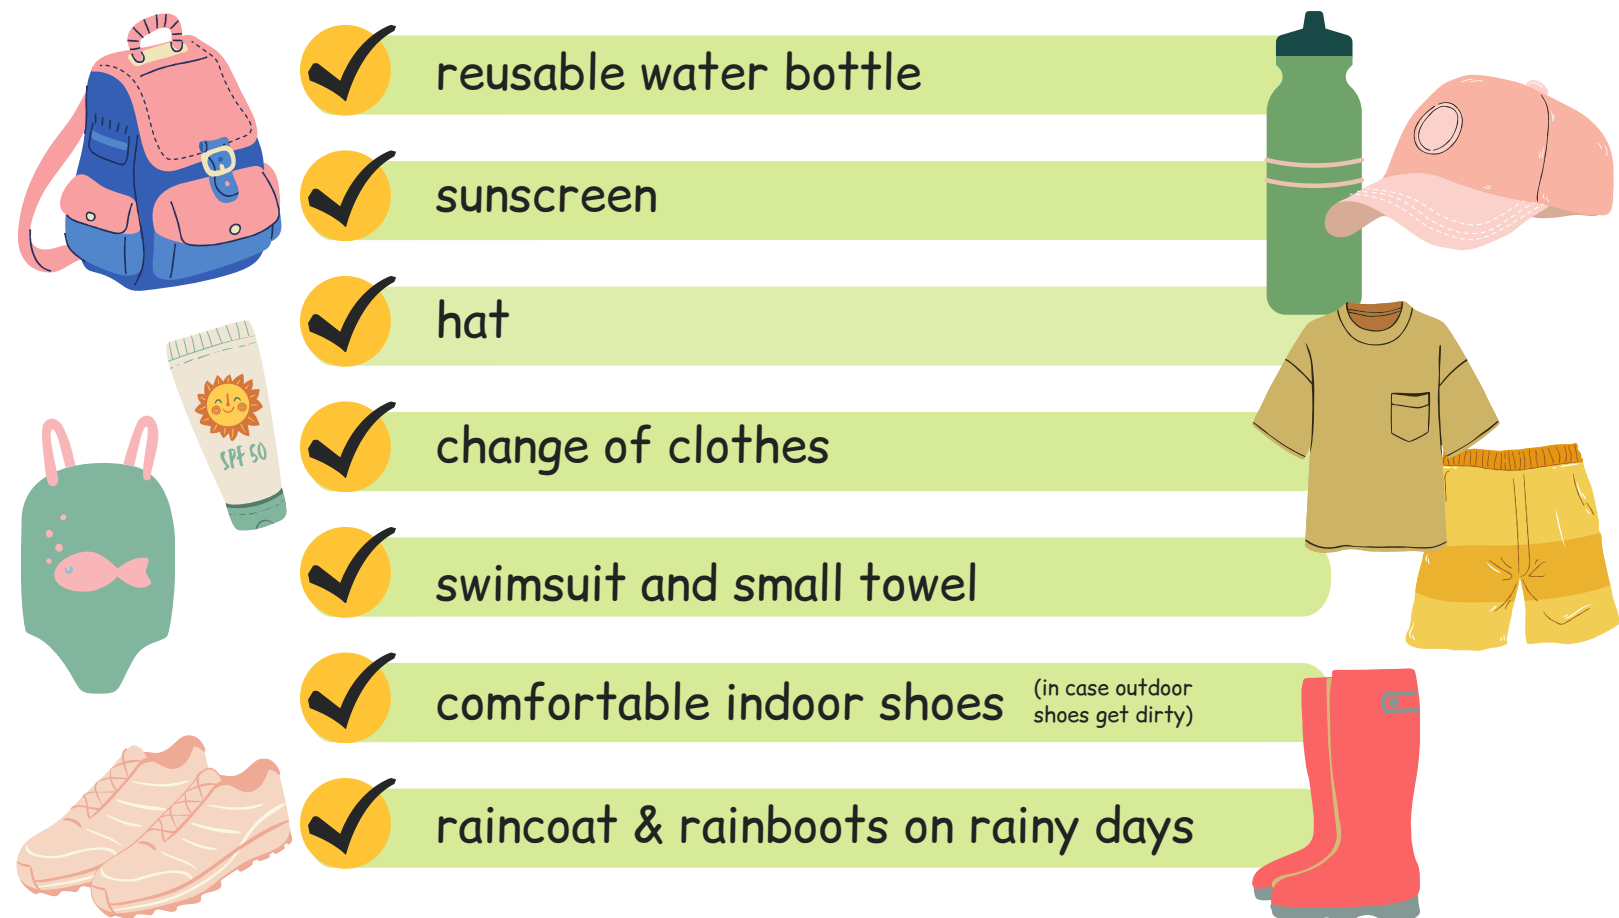 reusable water bottle
sunscreen
hat
change of clothes
SPF 50
swimsuit and small towel
comfortable indoor shoes
(in case outdoor
shoes get dirty)
raincoat & rainboots on rainy days